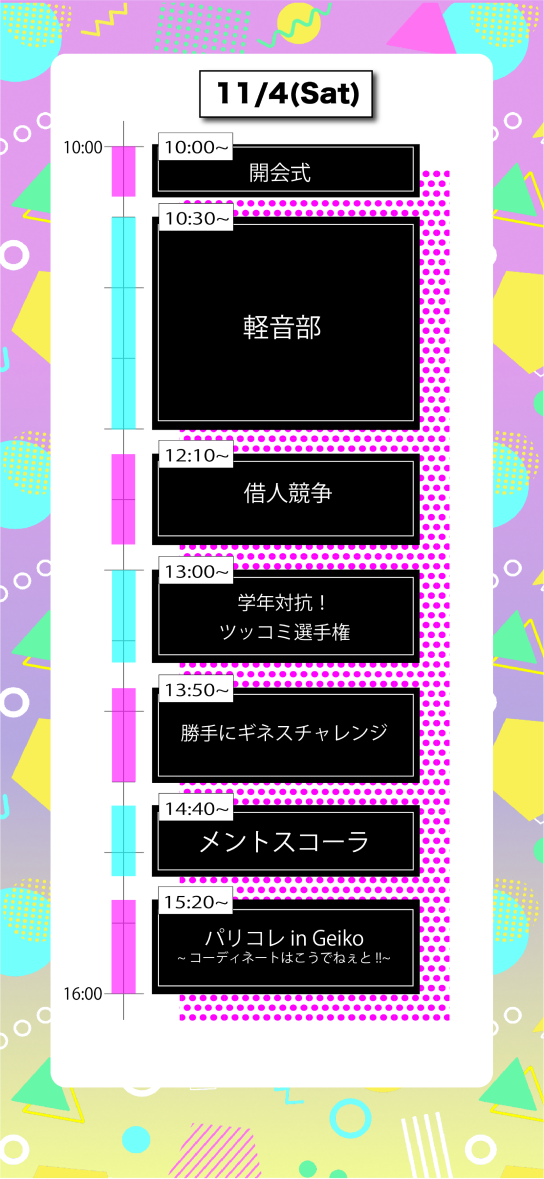 11/4(Sat)
10:00
10:00~
開会式
10:30~
軽音部
12:10~
借人競争
13:00~
学年対抗！
ツッコミ選手権
13:50~
勝手にギネスチャレンジ
14:40~
メントスコーラ
15:20~
パリコレ in Geiko
~コーディネートはこうでねぇと!!~
16:00